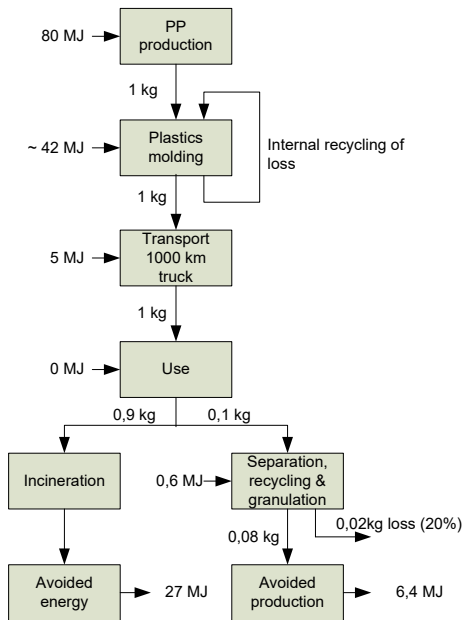 PP
production
80 MJ
1 kg
Plastics
molding
~ 42 MJ
Internal recycling of
loss
1 kg
Transport
1000 km
truck
5 MJ
1 kg
Use
0 MJ
0,9 kg
0,1 kg
Incineration
0,6 MJ
Separation,
recycling &
granulation
0,02kg loss (20%)
0,08 kg
Avoided
energy
27 MJ
Avoided
production
6,4 MJ